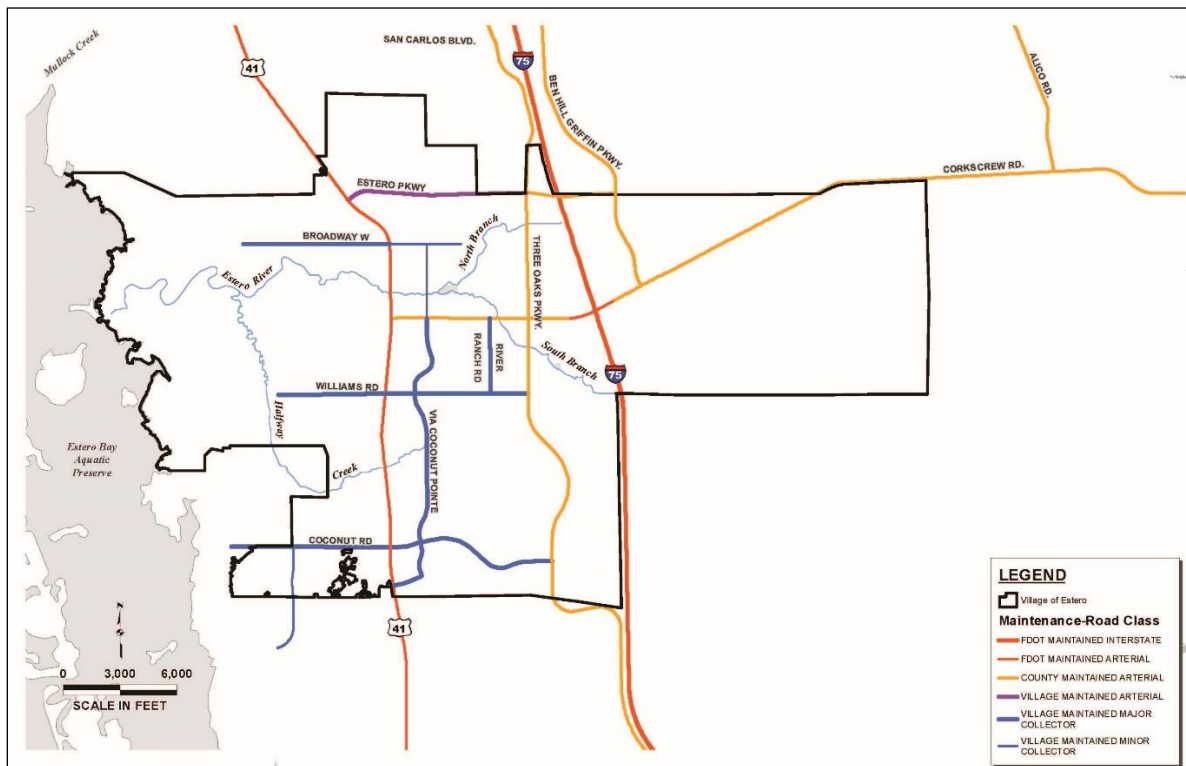 Mullock Creek
41
SAN CARLOS BLVD.
75
BEN HILL GRIFFIN PKWY.
ALICO RD.
CORKSCREW RD.
ESTERO PKWY
BROADWAY W
North Branch
THREE OAKS PKWY.
Estero River
RIVER
RANCH RD
South Branch
75
WILLIAMS RD
Halfway
Creek
VIA COCONUT POINTE
Estero Bay
Aquatic
Preserve
COCONUT RD
41
N
0 3,000 6,000
SCALE IN FEET
LEGEND
Village of Estero
Maintenance-Road Class
FDOT MAINTAINED INTERSTATE
FDOT MAINTAINED ARTERIAL
COUNTY MAINTAINED ARTERIAL
VILLAGE MAINTAINED ARTERIAL
VILLAGE MAINTAINED MAJOR
COLLECTOR
VILLAGE MAINTAINED MINOR
COLLECTOR